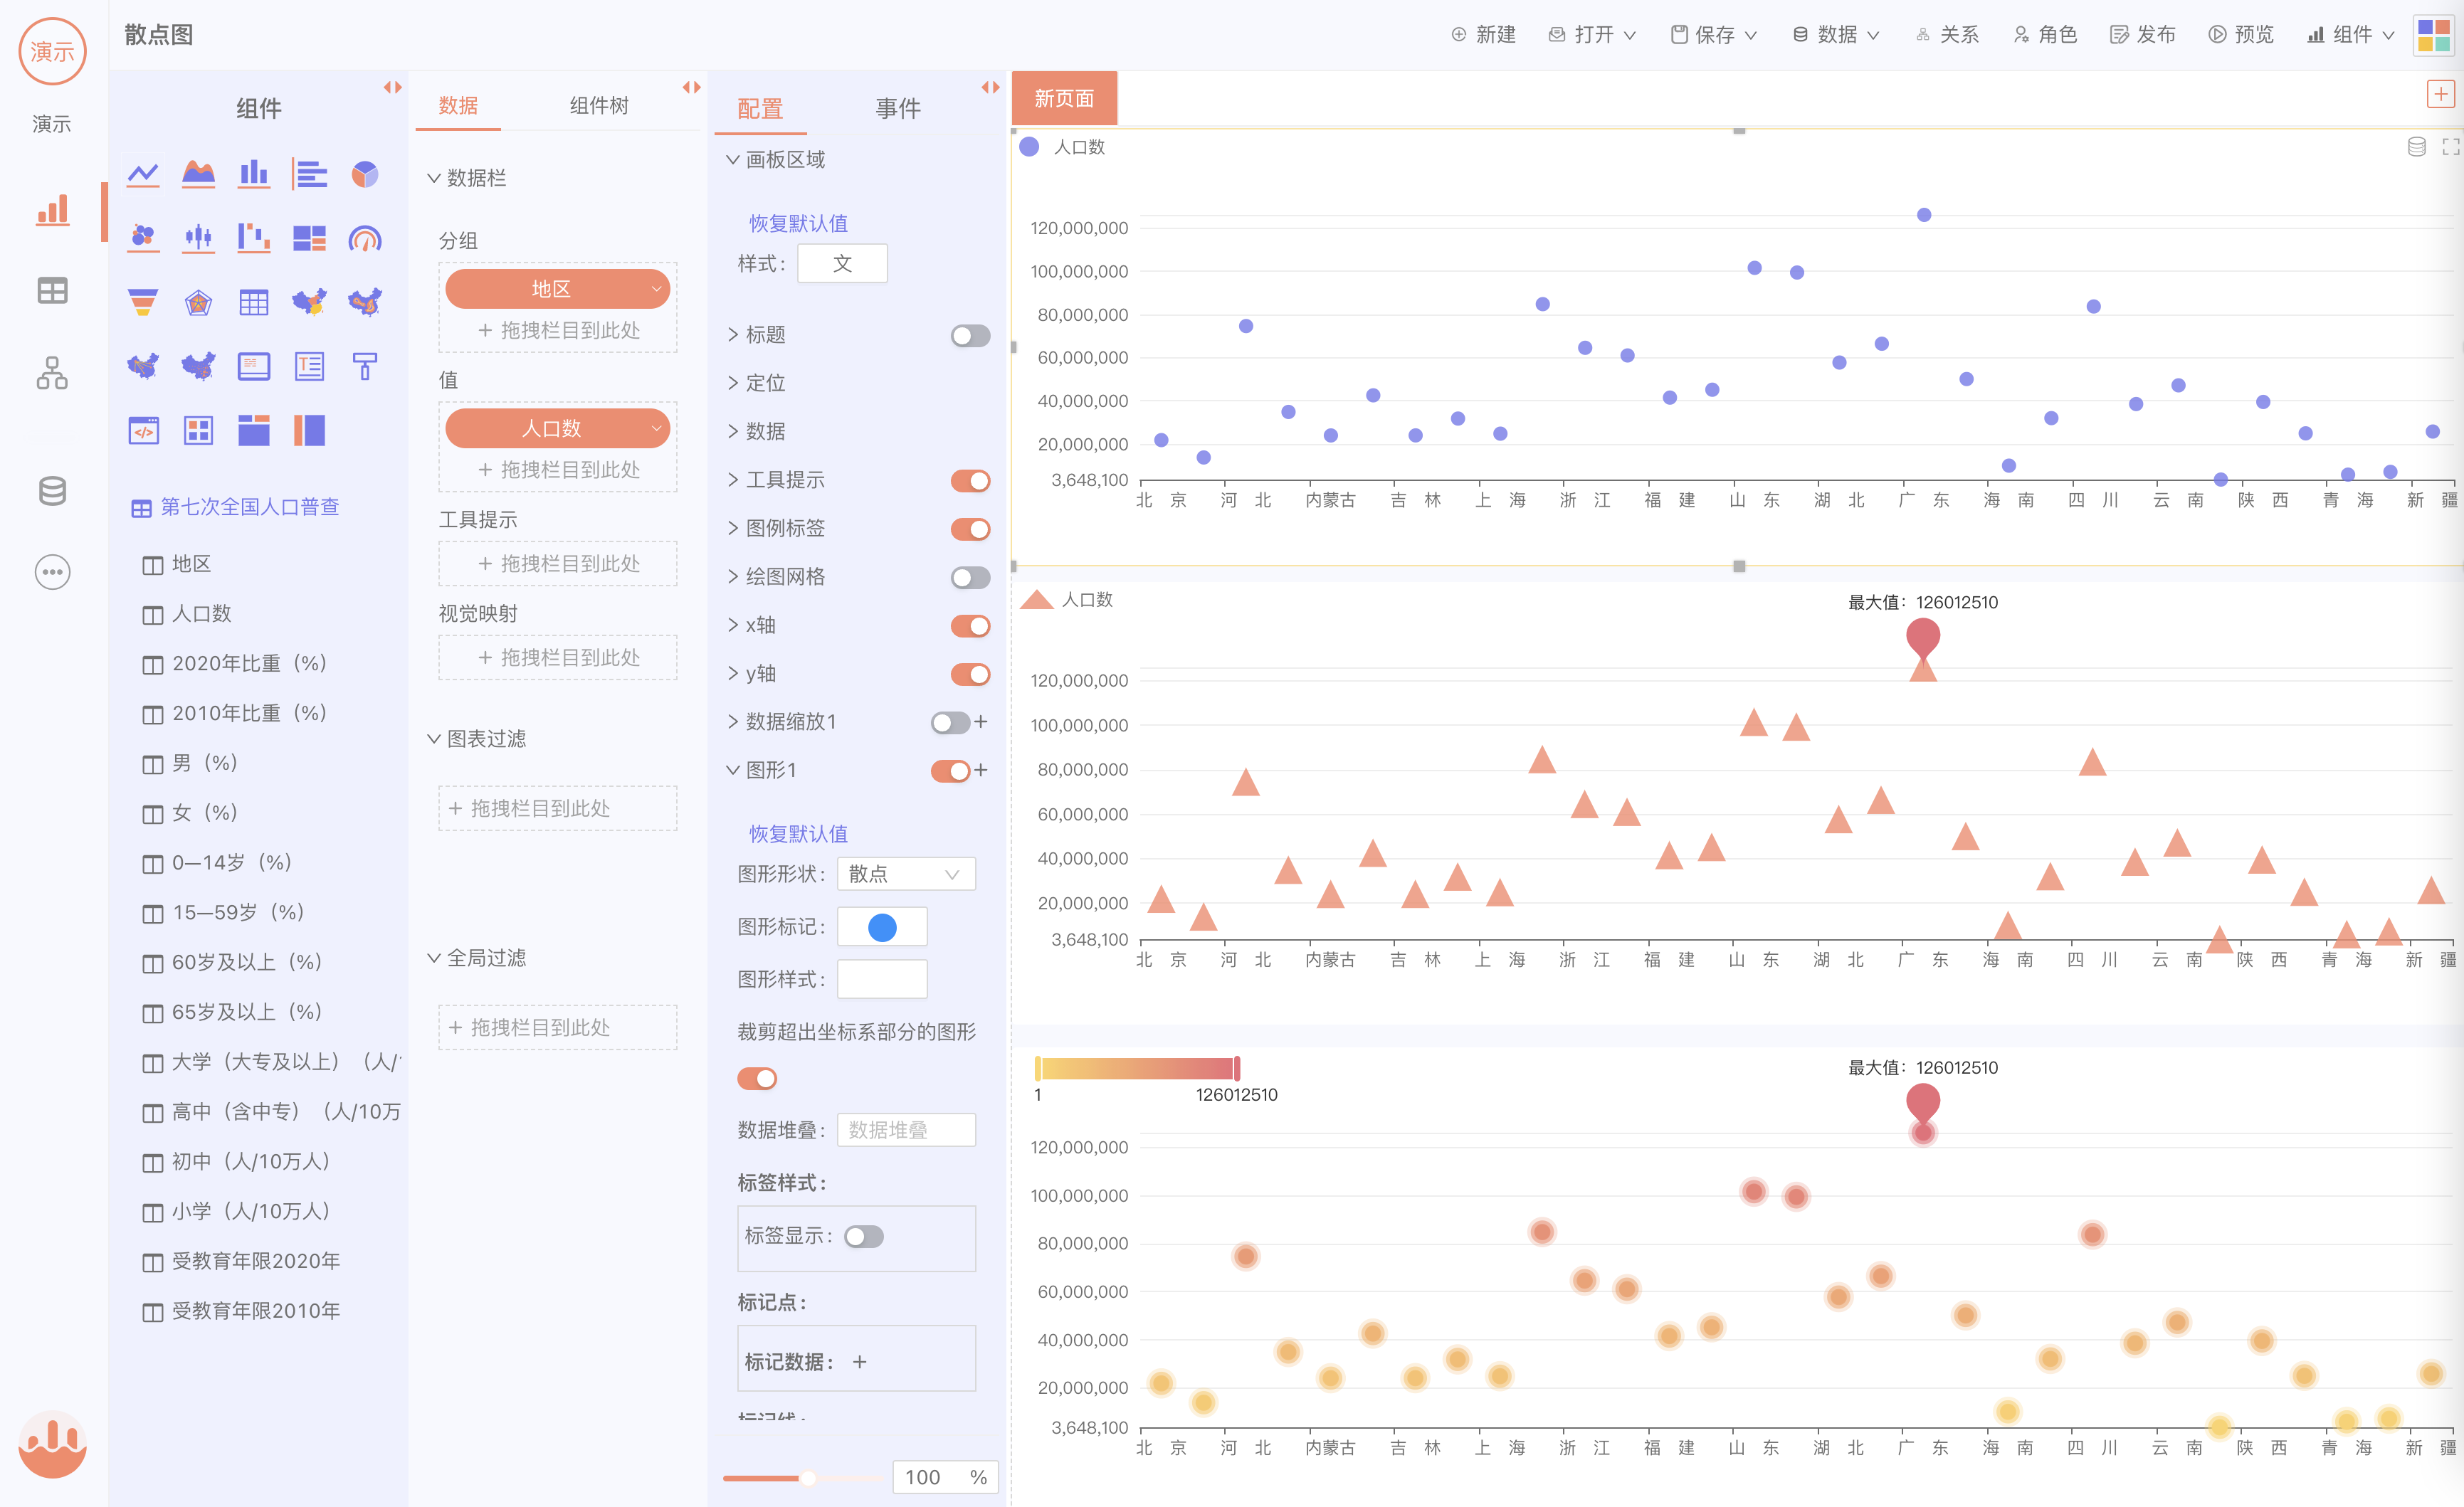 演示
演示
散点图
新建
打开
保存
数据
关系
角色
发布
预览
组件
组件
第七次全国人口普查
地区
人口数
2020年比重（%）
2010年比重（%）
男（%）
女（%）
0—14岁（%）
15—59岁（%）
60岁及以上（%）
65岁及以上（%）
大学（大专及以上）（人/
高中（含中专）（人/10万
初中（人/10万人）
小学（人/10万人）
受教育年限2020年
受教育年限2010年
数据
组件树
数据栏
分组
地区
+ 拖拽栏目到此处
值
人口数
+ 拖拽栏目到此处
工具提示
+ 拖拽栏目到此处
视觉映射
+ 拖拽栏目到此处
图表过滤
+ 拖拽栏目到此处
全局过滤
+ 拖拽栏目到此处
配置
事件
画板区域
恢复默认值
样式： 文
标题
定位
数据
工具提示
图例标签
绘图网格
x轴
y轴
数据缩放1 +
图形1 +
恢复默认值
图形形状： 散点
图形标记：
图形样式：
裁剪超出坐标系部分的图形
数据堆叠： 数据堆叠
标签样式：
标签显示：
标记点：
标记数据： +
标记线：
100 %
新页面
人口数
120,000,000
100,000,000
80,000,000
60,000,000
40,000,000
20,000,000
3,648,100
北京 河北 内蒙古 吉林 上海 浙江 福建 山东 湖北 广东 海南 四川 云南 陕西 青海 新疆
人口数
最大值：126012510
120,000,000
100,000,000
80,000,000
60,000,000
40,000,000
20,000,000
3,648,100
北京 河北 内蒙古 吉林 上海 浙江 福建 山东 湖北 广东 海南 四川 云南 陕西 青海 新疆
1
126012510
最大值：126012510
120,000,000
100,000,000
80,000,000
60,000,000
40,000,000
20,000,000
3,648,100
北京 河北 内蒙古 吉林 上海 浙江 福建 山东 湖北 广东 海南 四川 云南 陕西 青海 新疆